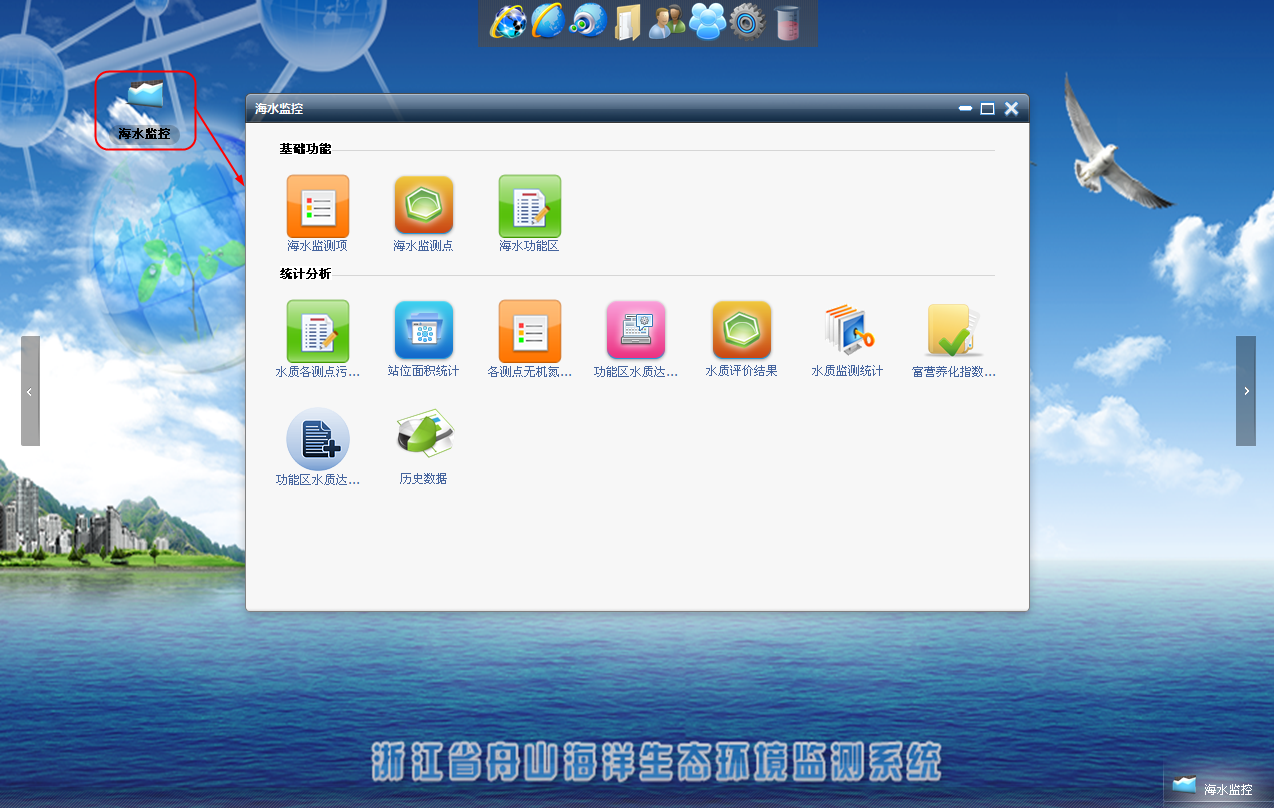 海水监控
海水监控
基础功能
海水监测项
海水监测点
海水功能区
统计分析
水质各测点污...
站位面积统计
各测点无机氮...
功能区水质达...
水质评价结果
水质监测统计
富营养化指数...
功能区水质达...
历史数据
浙江省舟山海洋生态环境监测系统
海水监控